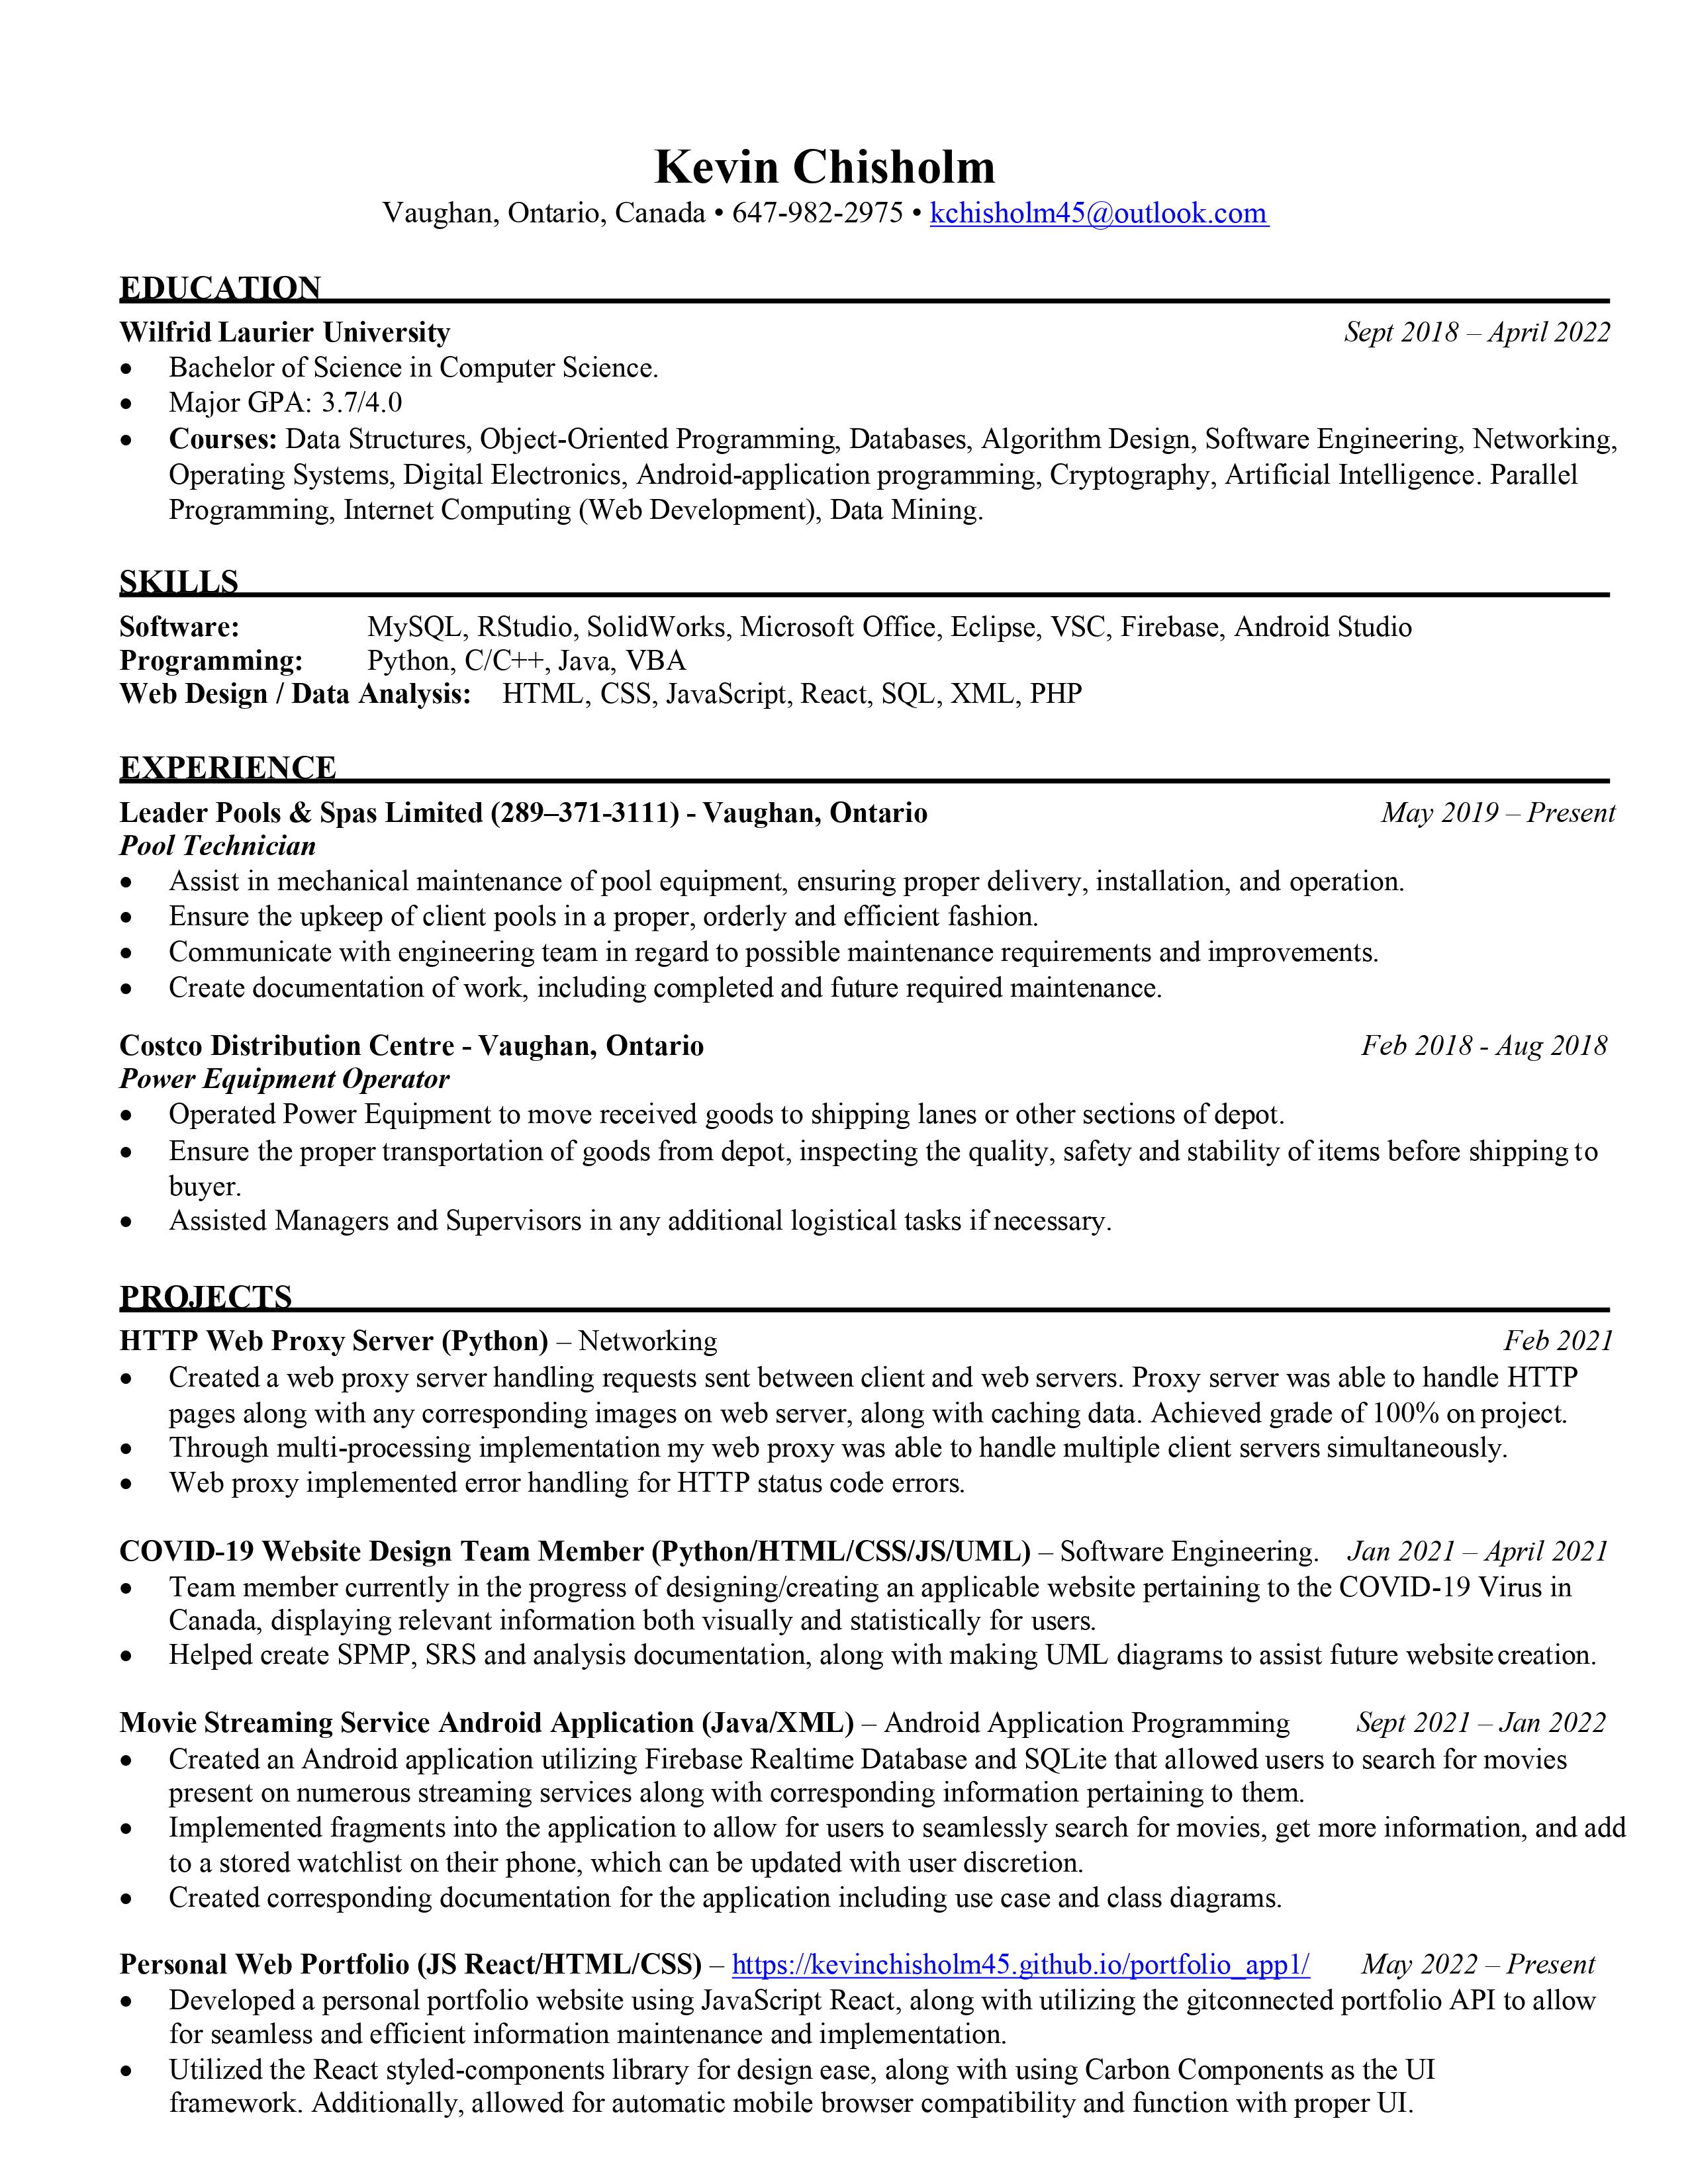 Kevin Chisholm
Vaughan, Ontario, Canada • 647-982-2975 • kchisholm45@outlook.com
EDUCATION
Wilfrid Laurier University Sept 2018 – April 2022
• Bachelor of Science in Computer Science.
• Major GPA: 3.7/4.0
• Courses: Data Structures, Object-Oriented Programming, Databases, Algorithm Design, Software Engineering, Networking,
Operating Systems, Digital Electronics, Android-application programming, Cryptography, Artificial Intelligence. Parallel
Programming, Internet Computing (Web Development), Data Mining.
SKILLS
Software: MySQL, RStudio, SolidWorks, Microsoft Office, Eclipse, VSC, Firebase, Android Studio
Programming: Python, C/C++, Java, VBA
Web Design / Data Analysis: HTML, CSS, JavaScript, React, SQL, XML, PHP
EXPERIENCE
Leader Pools & Spas Limited (289–371-3111) - Vaughan, Ontario May 2019 – Present
Pool Technician
• Assist in mechanical maintenance of pool equipment, ensuring proper delivery, installation, and operation.
• Ensure the upkeep of client pools in a proper, orderly and efficient fashion.
• Communicate with engineering team in regard to possible maintenance requirements and improvements.
• Create documentation of work, including completed and future required maintenance.
Costco Distribution Centre - Vaughan, Ontario Feb 2018 - Aug 2018
Power Equipment Operator
• Operated Power Equipment to move received goods to shipping lanes or other sections of depot.
• Ensure the proper transportation of goods from depot, inspecting the quality, safety and stability of items before shipping to
buyer.
• Assisted Managers and Supervisors in any additional logistical tasks if necessary.
PROJECTS
HTTP Web Proxy Server (Python) – Networking Feb 2021
• Created a web proxy server handling requests sent between client and web servers. Proxy server was able to handle HTTP
pages along with any corresponding images on web server, along with caching data. Achieved grade of 100% on project.
• Through multi-processing implementation my web proxy was able to handle multiple client servers simultaneously.
• Web proxy implemented error handling for HTTP status code errors.
COVID-19 Website Design Team Member (Python/HTML/CSS/JS/UML) – Software Engineering. Jan 2021 – April 2021
• Team member currently in the progress of designing/creating an applicable website pertaining to the COVID-19 Virus in
Canada, displaying relevant information both visually and statistically for users.
• Helped create SPMP, SRS and analysis documentation, along with making UML diagrams to assist future website creation.
Movie Streaming Service Android Application (Java/XML) – Android Application Programming Sept 2021 – Jan 2022
• Created an Android application utilizing Firebase Realtime Database and SQLite that allowed users to search for movies
present on numerous streaming services along with corresponding information pertaining to them.
• Implemented fragments into the application to allow for users to seamlessly search for movies, get more information, and add
to a stored watchlist on their phone, which can be updated with user discretion.
• Created corresponding documentation for the application including use case and class diagrams.
Personal Web Portfolio (JS React/HTML/CSS) – https://kevinchisholm45.github.io/portfolio_app1/ May 2022 – Present
• Developed a personal portfolio website using JavaScript React, along with utilizing the gitconnected portfolio API to allow
for seamless and efficient information maintenance and implementation.
• Utilized the React styled-components library for design ease, along with using Carbon Components as the UI
framework. Additionally, allowed for automatic mobile browser compatibility and function with proper UI.